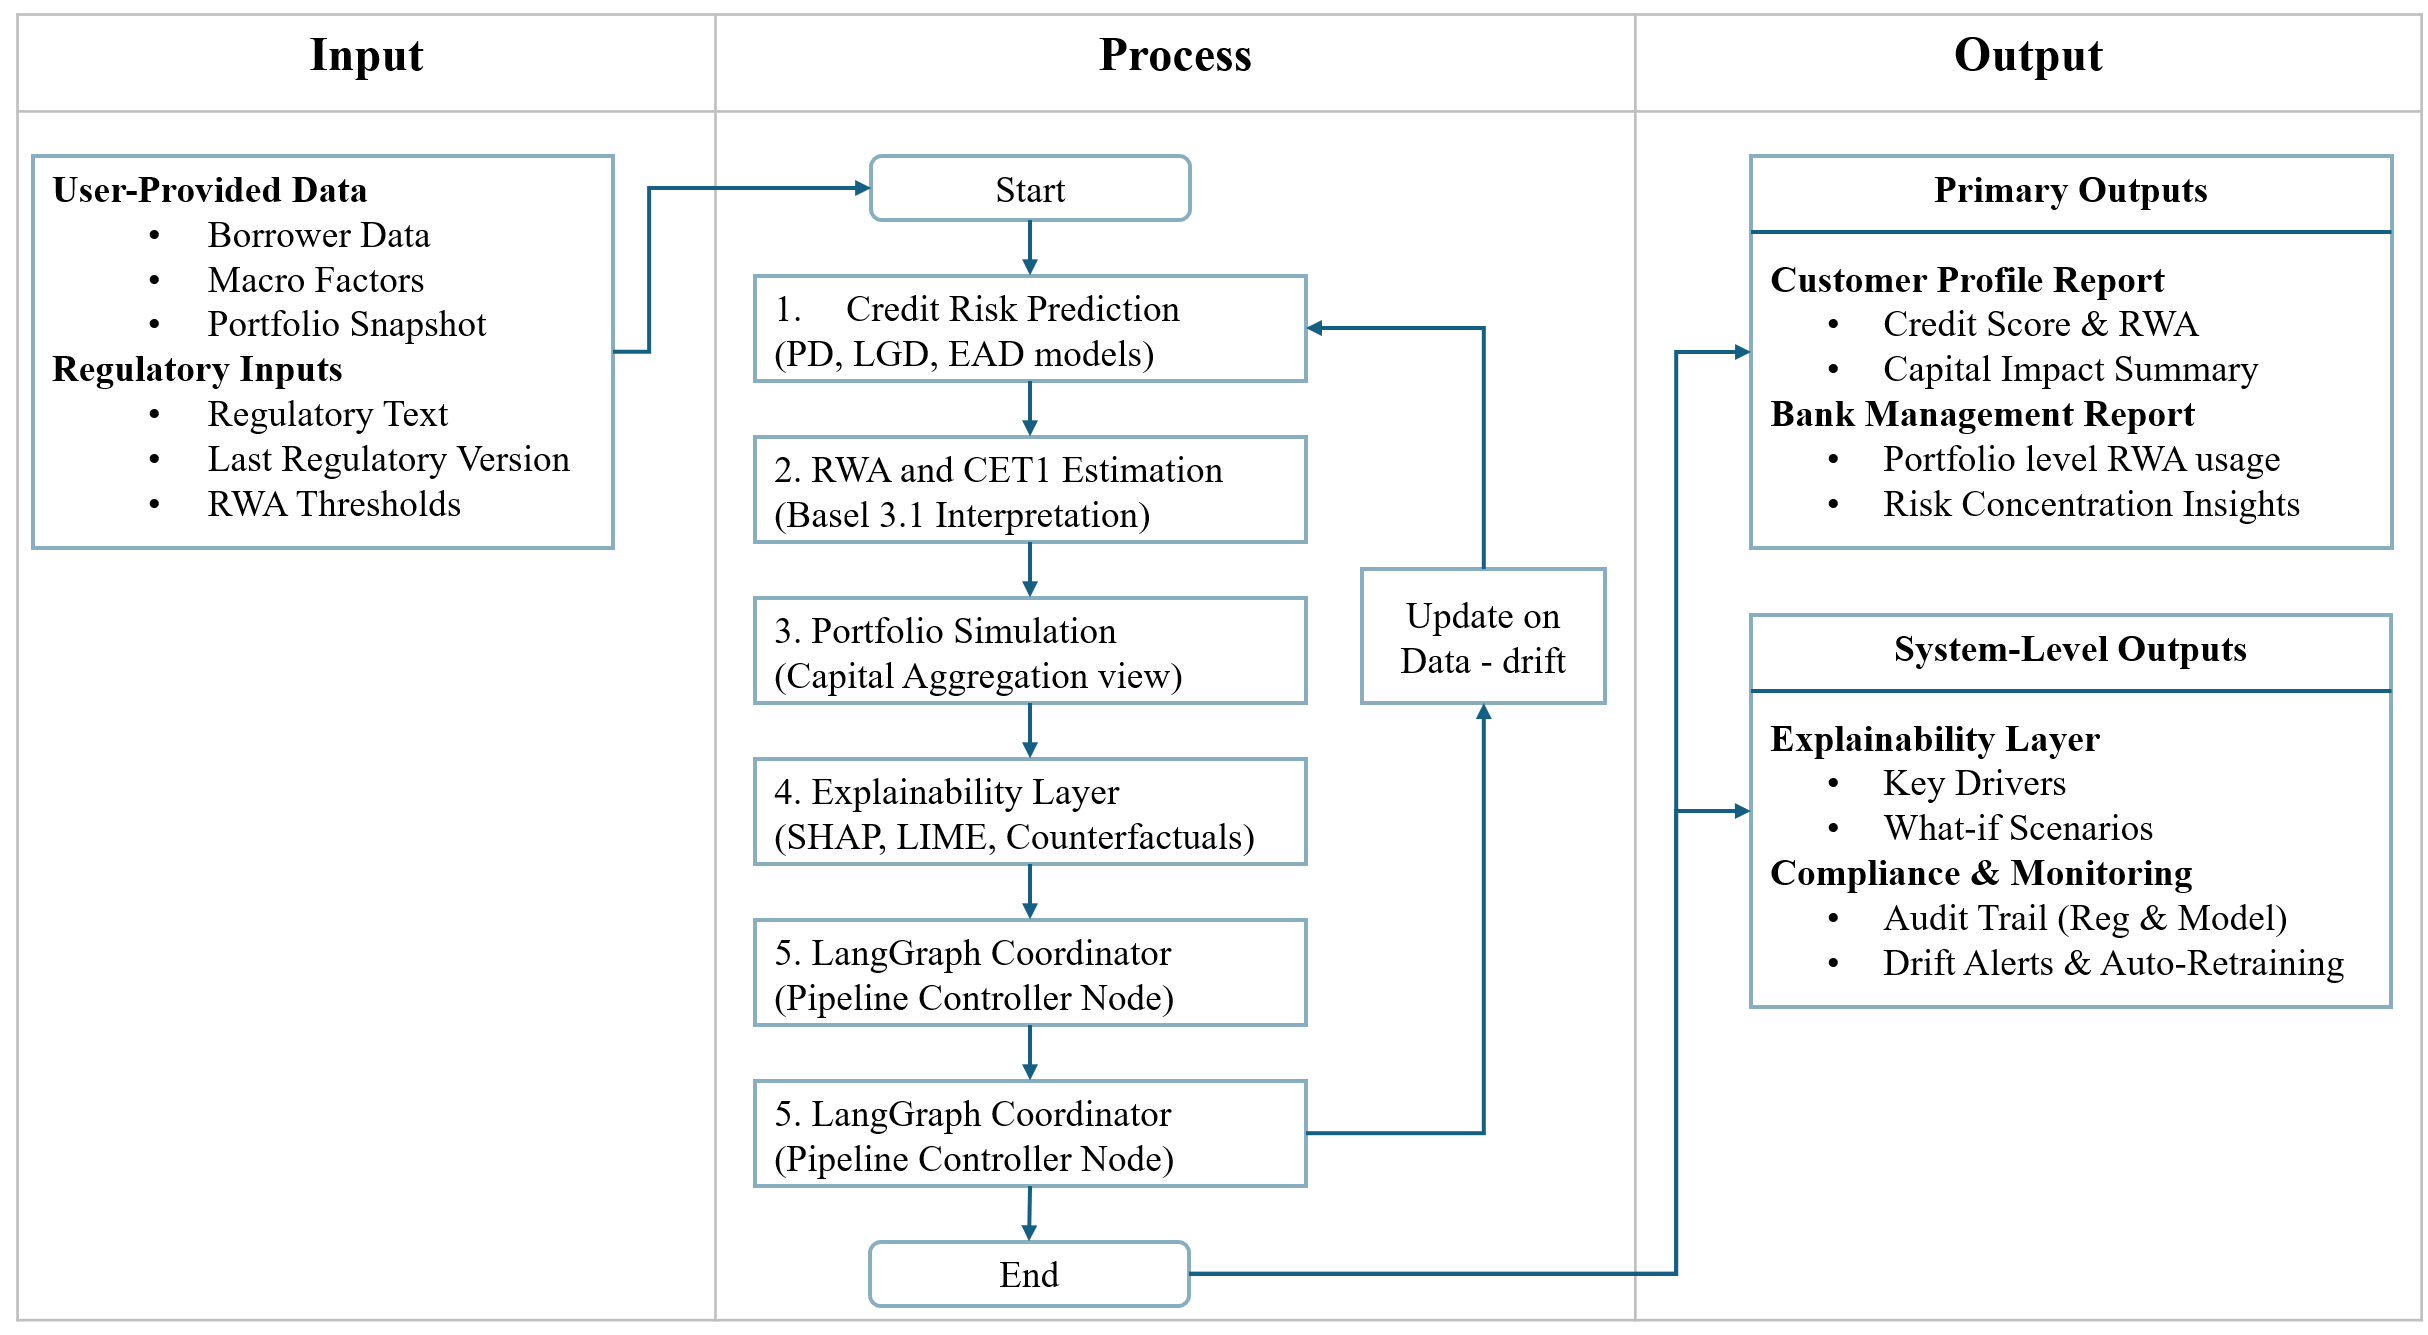 Input
Process
Output
User-Provided Data
• Borrower Data
• Macro Factors
• Portfolio Snapshot
Regulatory Inputs
• Regulatory Text
• Last Regulatory Version
• RWA Thresholds
Start
1. Credit Risk Prediction
(PD, LGD, EAD models)
2. RWA and CET1 Estimation
(Basel 3.1 Interpretation)
3. Portfolio Simulation
(Capital Aggregation view)
4. Explainability Layer
(SHAP, LIME, Counterfactuals)
5. LangGraph Coordinator
(Pipeline Controller Node)
5. LangGraph Coordinator
(Pipeline Controller Node)
End
Update on
Data - drift
Primary Outputs
Customer Profile Report
• Credit Score & RWA
• Capital Impact Summary
Bank Management Report
• Portfolio level RWA usage
• Risk Concentration Insights
System-Level Outputs
Explainability Layer
• Key Drivers
• What-if Scenarios
Compliance & Monitoring
• Audit Trail (Reg & Model)
• Drift Alerts & Auto-Retraining